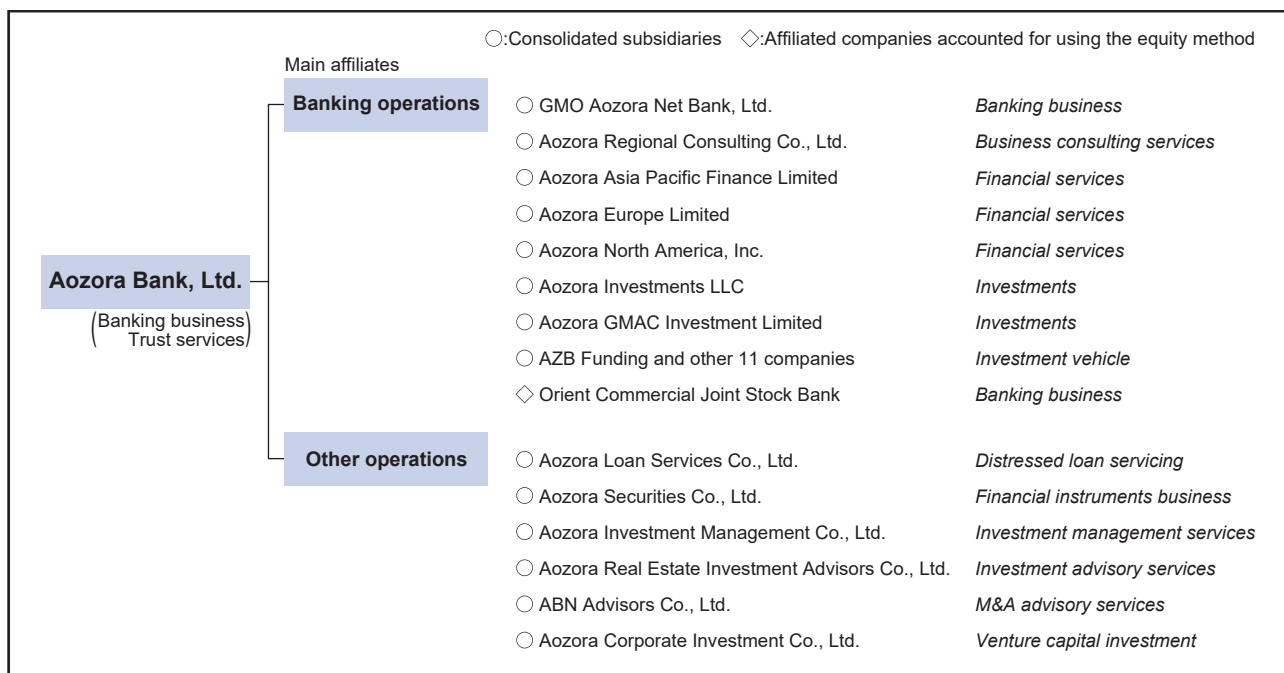 ○:Consolidated subsidiaries ◇:Affiliated companies accounted for using the equity method
Main affiliates
Banking operations
○ GMO Aozora Net Bank, Ltd. Banking business
○ Aozora Regional Consulting Co., Ltd. Business consulting services
○ Aozora Asia Pacific Finance Limited Financial services
○ Aozora Europe Limited Financial services
○ Aozora North America, Inc. Financial services
Aozora Bank, Ltd.
(Banking business
Trust services)
○ Aozora Investments LLC Investments
○ Aozora GMAC Investment Limited Investments
○ AZB Funding and other 11 companies Investment vehicle
◇ Orient Commercial Joint Stock Bank Banking business
Other operations
○ Aozora Loan Services Co., Ltd. Distressed loan servicing
○ Aozora Securities Co., Ltd. Financial instruments business
○ Aozora Investment Management Co., Ltd. Investment management services
○ Aozora Real Estate Investment Advisors Co., Ltd. Investment advisory services
○ ABN Advisors Co., Ltd. M&A advisory services
○ Aozora Corporate Investment Co., Ltd. Venture capital investment